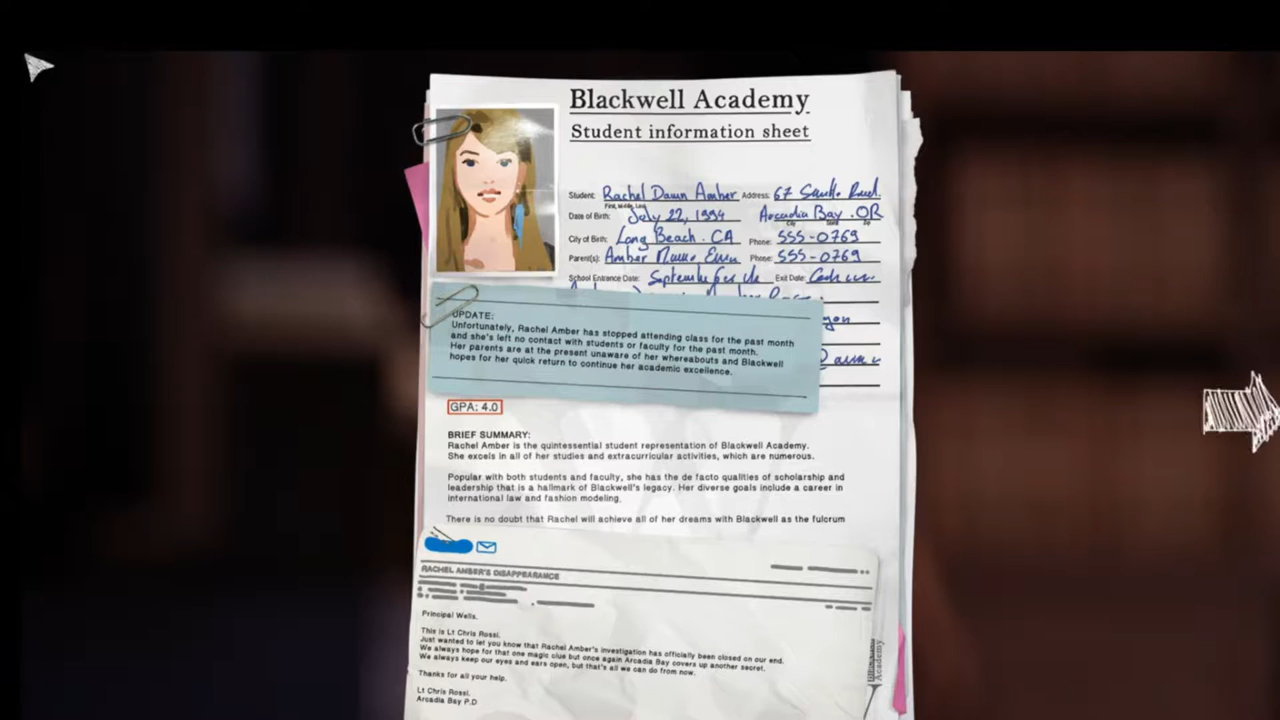 Blackwell Academy
Student information sheet
Student: Rachel Dawn Amber Address: 67
First, Middle, Last
Date of Birth: July 22, 1994 Arcadia Bay . OR
City State Zip
City of Birth: Long Beach . CA Phone: 555-0769
Parent(s): Amber Phone: 555-0769
School Entrance Date: Exit Date:
UPDATE:
Unfortunately, Rachel Amber has stopped attending class for the past month
and she's left no contact with students or faculty for the past month.
Her parents are at the present unaware of her whereabouts and Blackwell
hopes for her quick return to continue her academic excellence.
GPA: 4.0
BRIEF SUMMARY:
Rachel Amber is the quintessential student representation of Blackwell Academy.
She excels in all of her studies and extracurricular activities, which are numerous.
Popular with both students and faculty, she has the de facto qualities of scholarship and
leadership that is a hallmark of Blackwell's legacy. Her diverse goals include a career in
international law and fashion modeling.
There is no doubt that Rachel will achieve all of her dreams with Blackwell as the fulcrum
RACHEL AMBER'S DISAPPEARANCE
Principal Wells,
This is Lt Chris Rossi.
Just wanted to let you know that Rachel Amber's investigation has officially been closed on our end.
We always hope for that one magic clue but once again Arcadia Bay covers up another secret.
We always keep our eyes and ears open, but that's all we can do from now.
Thanks for all your help.
Lt Chris Rossi.
Arcadia Bay P.D
Academy